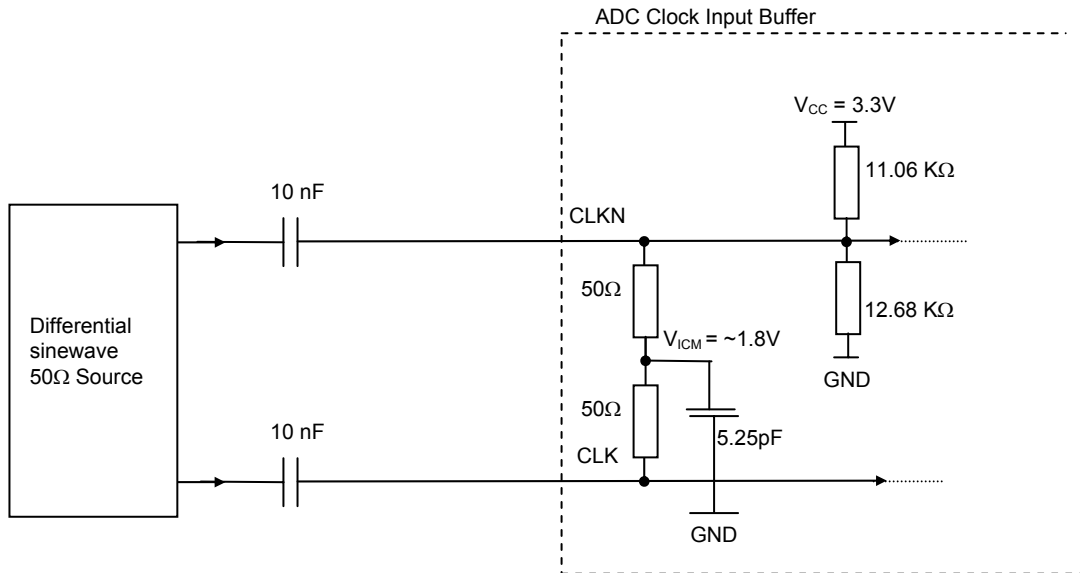 ADC Clock Input Buffer
V_CC = 3.3V
11.06 KΩ
10 nF
CLKN
50Ω
12.68 KΩ
Differential
sinewave
50Ω Source
V_ICM = ~1.8V
GND
50Ω
10 nF
5.25pF
CLK
GND